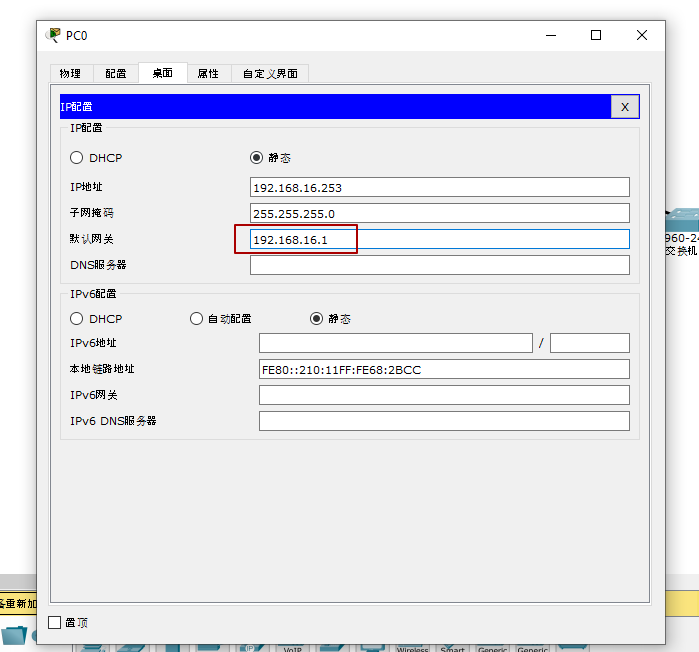 PC0
物理 配置 桌面 属性 自定义界面
IP配置 X
IP配置
DHCP 静态
IP地址 192.168.16.253
子网掩码 255.255.255.0
默认网关 192.168.16.1
DNS服务器
IPv6配置
DHCP 自动配置 静态
IPv6地址 /
本地链路地址 FE80::210:11FF:FE68:2BCC
IPv6网关
IPv6 DNS服务器
960-24
交换机
备重新加
置顶
VoIP Wireless Smart Generic Generic